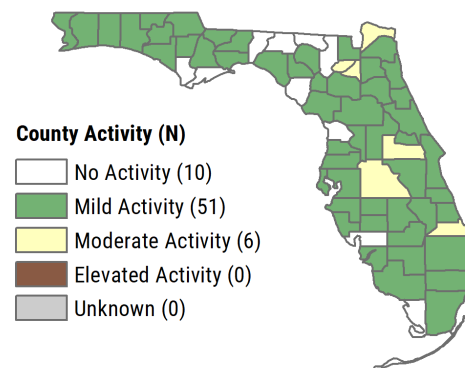 County Activity (N)
No Activity (10)
Mild Activity (51)
Moderate Activity (6)
Elevated Activity (0)
Unknown (0)